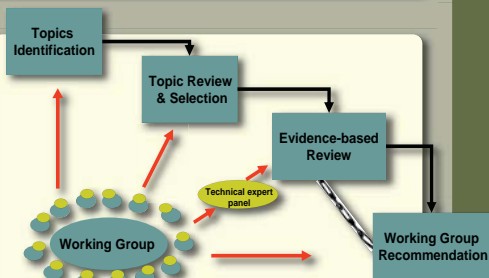 Topics
Identification
Topic Review
& Selection
Evidence-based
Review
Technical expert
panel
Working Group
Working Group
Recommendation